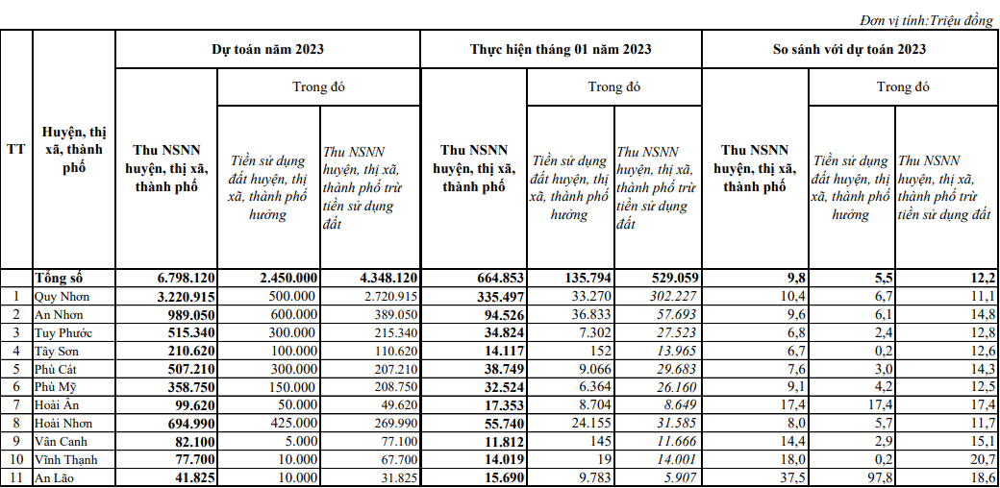 Đơn vị tính:Triệu đồng
TT
Huyện, thị xã, thành phố
Dự toán năm 2023
Thực hiện tháng 01 năm 2023
So sánh với dự toán 2023
Thu NSNN huyện, thị xã, thành phố
Trong đó
Thu NSNN huyện, thị xã, thành phố
Trong đó
Thu NSNN huyện, thị xã, thành phố
Trong đó
Tiền sử dụng đất huyện, thị xã, thành phố hưởng
Thu NSNN huyện, thị xã, thành phố trừ tiền sử dụng đất
Tiền sử dụng đất huyện, thị xã, thành phố hưởng
Thu NSNN huyện, thị xã, thành phố trừ tiền sử dụng đất
Tiền sử dụng đất huyện, thị xã, thành phố hưởng
Thu NSNN huyện, thị xã, thành phố trừ tiền sử dụng đất
Tổng số 6.798.120 2.450.000 4.348.120 664.853 135.794 529.059 9,8 5,5 12,2
1 Quy Nhơn 3.220.915 500.000 2.720.915 335.497 33.270 302.227 10,4 6,7 11,1
2 An Nhơn 989.050 600.000 389.050 94.526 36.833 57.693 9,6 6,1 14,8
3 Tuy Phước 515.340 300.000 215.340 34.824 7.302 27.523 6,8 2,4 12,8
4 Tây Sơn 210.620 100.000 110.620 14.117 152 13.965 6,7 0,2 12,6
5 Phù Cát 507.210 300.000 207.210 38.749 9.066 29.683 7,6 3,0 14,3
6 Phù Mỹ 358.750 150.000 208.750 32.524 6.364 26.160 9,1 4,2 12,5
7 Hoài Ân 99.620 50.000 49.620 17.353 8.704 8.649 17,4 17,4 17,4
8 Hoài Nhơn 694.990 425.000 269.990 55.740 24.155 31.585 8,0 5,7 11,7
9 Vân Canh 82.100 5.000 77.100 11.812 145 11.666 14,4 2,9 15,1
10 Vĩnh Thạnh 77.700 10.000 67.700 14.019 19 14.001 18,0 0,2 20,7
11 An Lão 41.825 10.000 31.825 15.690 9.783 5.907 37,5 97,8 18,6